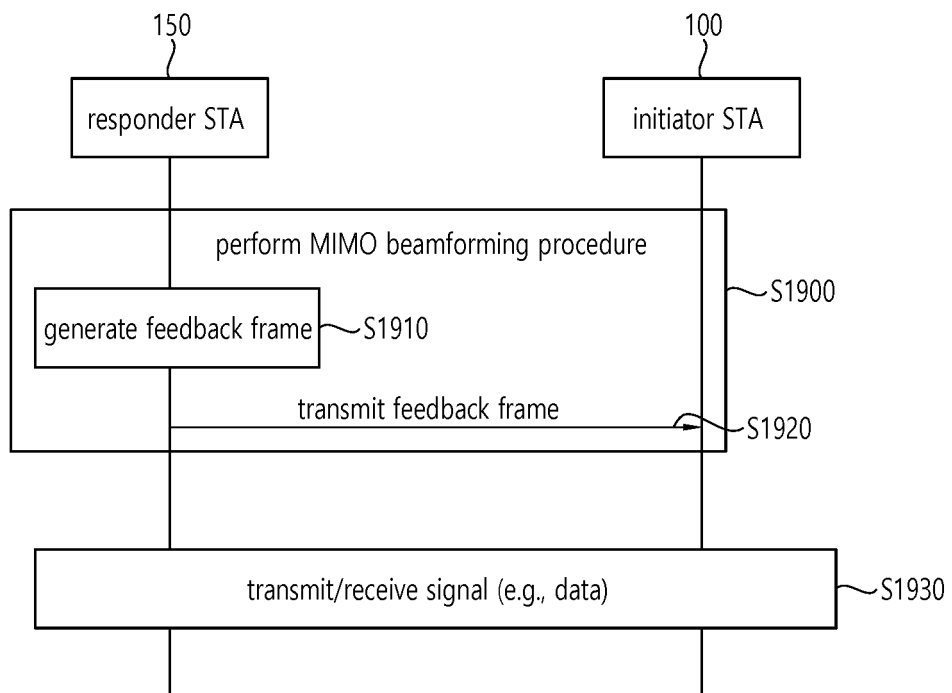 150
100
responder STA
initiator STA
perform MIMO beamforming procedure
S1900
generate feedback frame
S1910
transmit feedback frame
S1920
transmit/receive signal (e.g., data)
S1930